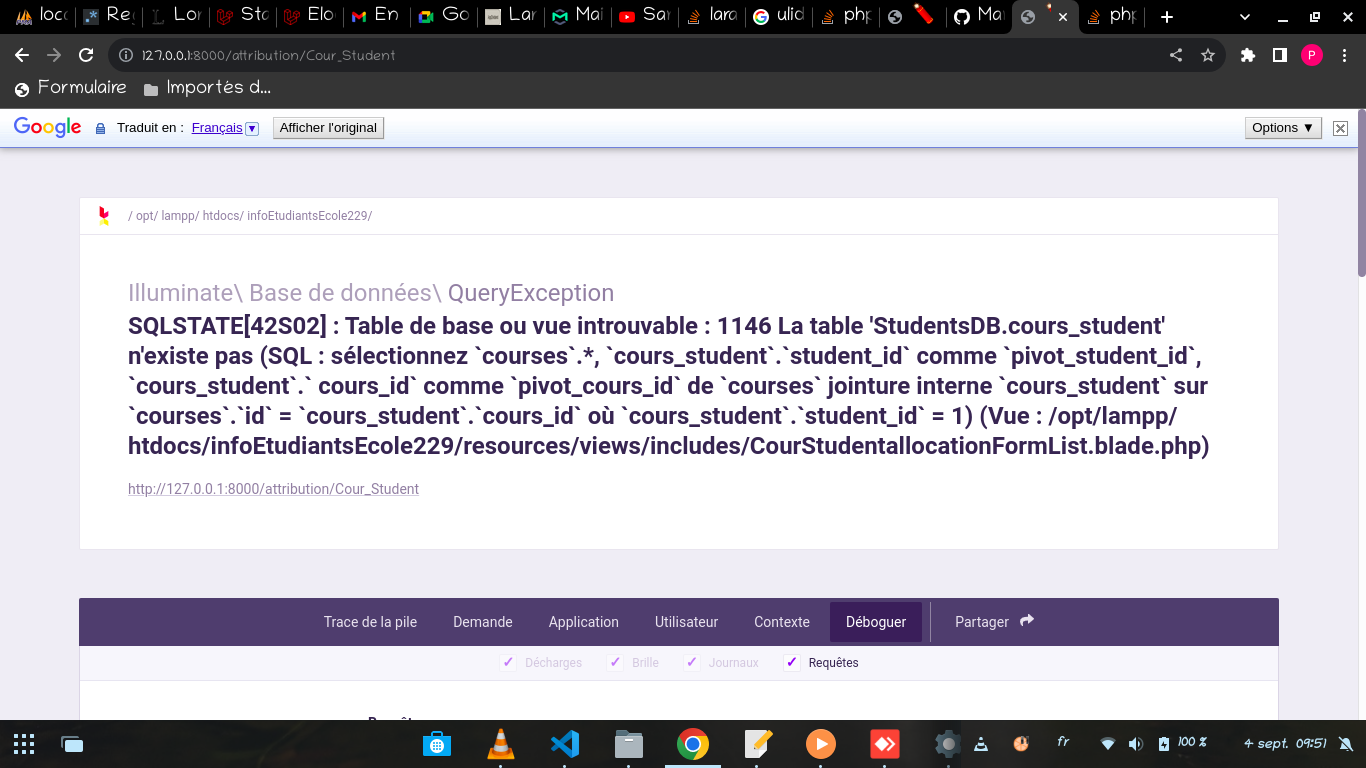 loc Re Lor Sta Elo En Go Lar Mai Sar lara ulid php Ma php
127.0.0.1:8000/attribution/Cour_Student
P
Formulaire Importés d...
Google Traduit en : Français Afficher l'original Options ▼
/ opt/ lampp/ htdocs/ infoEtudiantsEcole229/
Illuminate\ Base de données\ QueryException
SQLSTATE[42S02] : Table de base ou vue introuvable : 1146 La table 'StudentsDB.cours_student'
n'existe pas (SQL : sélectionnez `courses`.*, `cours_student`.`student_id` comme `pivot_student_id`,
`cours_student`.` cours_id` comme `pivot_cours_id` de `courses` jointure interne `cours_student` sur
`courses`.`id` = `cours_student`.`cours_id` où `cours_student`.`student_id` = 1) (Vue : /opt/lampp/
htdocs/infoEtudiantsEcole229/resources/views/includes/CourStudentallocationFormList.blade.php)
http://127.0.0.1:8000/attribution/Cour_Student
Trace de la pile Demande Application Utilisateur Contexte Déboguer Partager
Décharges Brille Journaux Requêtes
fr 100 % 4 sept. 09:51